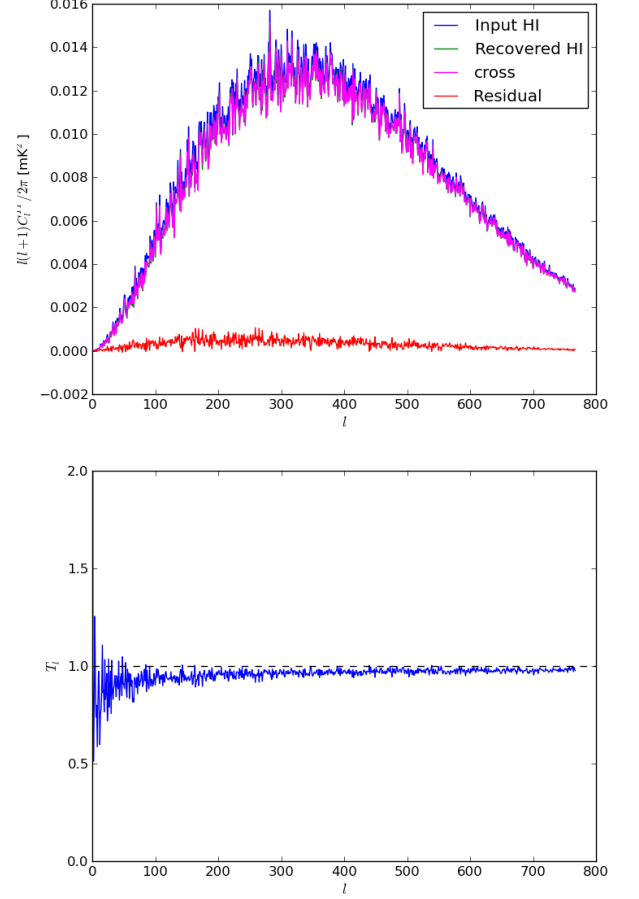 0.016
0.014
0.012
0.010
0.008
0.006
0.004
0.002
0.000
−0.002
l(l+1)C_l^{ij}/2π [mK²]
Input HI
Recovered HI
cross
Residual
0 100 200 300 400 500 600 700 800
l
2.0
1.5
1.0
0.5
0.0
T_l
0 100 200 300 400 500 600 700 800
l